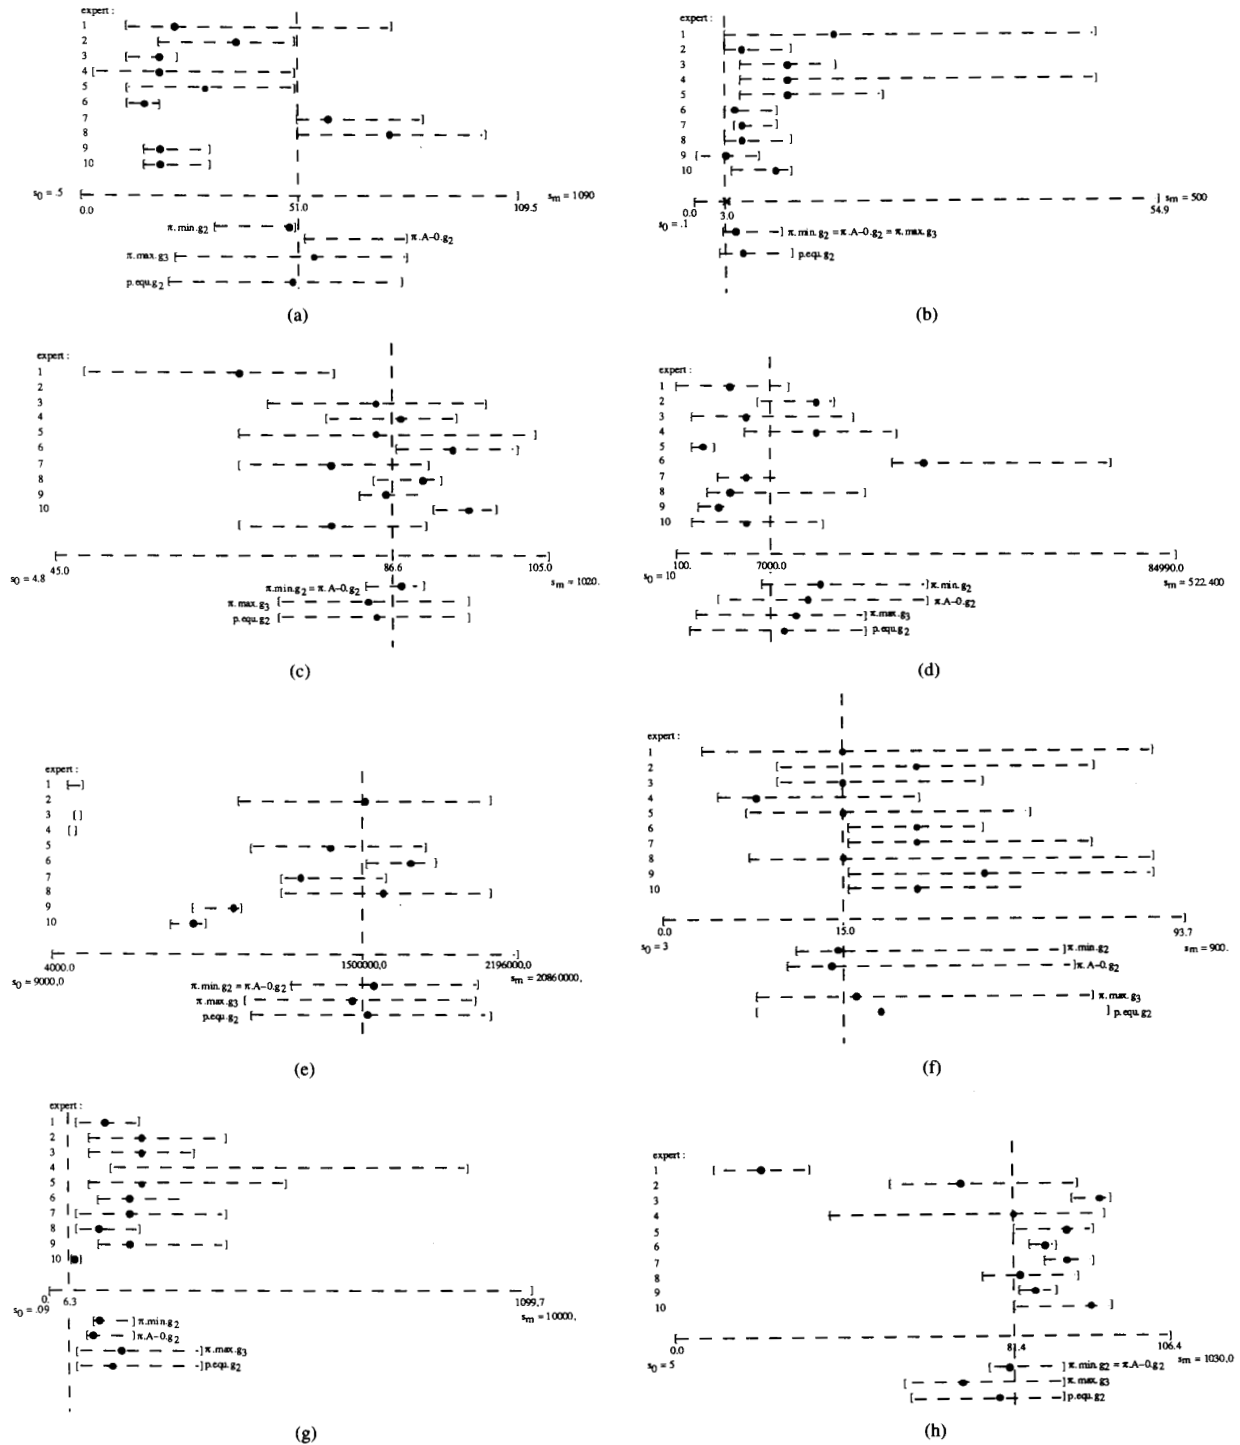 expert :
1
2
3
4
5
6
7
8
9
10
s0 = .5
0.0
51.0
109.5
sm = 1090
π.min.g2
π.A-0.g2
π.max.g3
p.equ.g2
(a)
expert :
1
2
3
4
5
6
7
8
9
10
0.0
3.0
54.9
sm = 500
s0 = .1
π.min.g2 = π.A-0.g2 = π.max.g3
p.equ.g2
(b)
expert :
1
2
3
4
5
6
7
8
9
10
s0 = 4.8
45.0
86.6
105.0
sm = 1020.
π.min.g2 = π.A-0.g2
π.max.g3
p.equ.g2
(c)
expert :
1
2
3
4
5
6
7
8
9
10
s0 = 10
100.
7000.0
84990.0
sm = 522.400
π.min.g2
π.A-0.g2
π.max.g3
p.equ.g2
(d)
expert :
1
2
3
4
5
6
7
8
9
10
4000.0
1500000,0
2196000,0
s0 = 9000,0
sm = 20860000,
π.min.g2 = π.A-0.g2
π.max.g3
p.equ.g2
(e)
expert :
1
2
3
4
5
6
7
8
9
10
0.0
15.0
93.7
s0 = 3
sm = 900.
π.min.g2
π.A-0.g2
π.max.g3
p.equ.g2
(f)
expert :
1
2
3
4
5
6
7
8
9
10
0.
6.3
1099,7
s0 = .09
sm = 10000,
π.min.g2
π.A-0.g2
π.max.g3
p.equ.g2
(g)
expert :
1
2
3
4
5
6
7
8
9
10
0.0
81.4
106.4
s0 = 5
sm = 1030,0
π.min.g2 = π.A-0.g2
π.max.g3
p.equ.g2
(h)